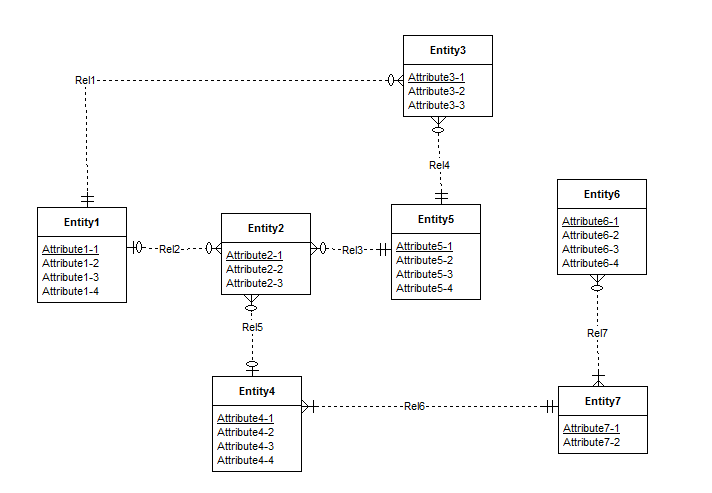 Entity3
Attribute3-1
Attribute3-2
Attribute3-3
Rel1
Rel4
Entity1
Attribute1-1
Attribute1-2
Attribute1-3
Attribute1-4
Rel2
Entity2
Attribute2-1
Attribute2-2
Attribute2-3
Rel3
Entity5
Attribute5-1
Attribute5-2
Attribute5-3
Attribute5-4
Entity6
Attribute6-1
Attribute6-2
Attribute6-3
Attribute6-4
Rel5
Rel7
Entity4
Attribute4-1
Attribute4-2
Attribute4-3
Attribute4-4
Rel6
Entity7
Attribute7-1
Attribute7-2